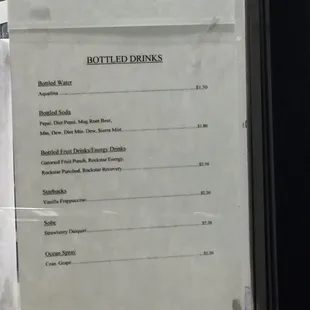 BOTTLED DRINKS
Bottled Water
Aquafina
Bottled Soda
Pepsi, Diet Pepsi, Mug Root Beer,
Mtn. Dew, Diet Mtn. Dew, Sierra Mist
Bottled Fruit Drinks/Energy Drinks
Gatorade Fruit Punch, Rockstar Energy,
Rockstar Punched, Rockstar Recovery
Starbucks
Vanilla Frappuccino
Sobe
Strawberry Daiquiri
Ocean Spray
Cran. Grape